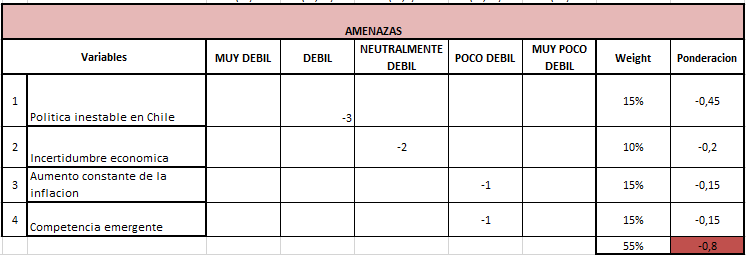 AMENAZAS
Variables MUY DEBIL DEBIL NEUTRALMENTE DEBIL POCO DEBIL MUY POCO DEBIL Weight Ponderacion
1 Politica inestable en Chile -3 15% -0,45
2 Incertidumbre economica -2 10% -0,2
3 Aumento constante de la inflacion -1 15% -0,15
4 Competencia emergente -1 15% -0,15
55% -0,8